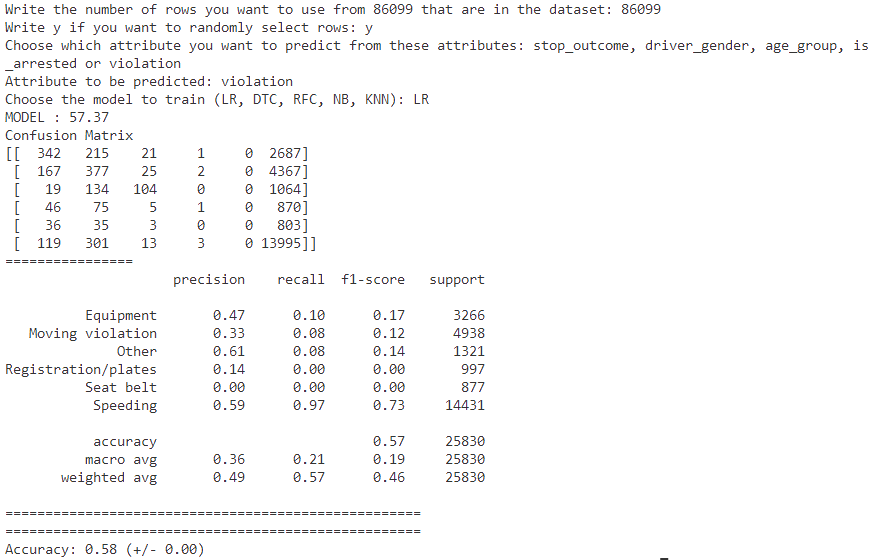 Write the number of rows you want to use from 86099 that are in the dataset: 86099
Write y if you want to randomly select rows: y
Choose which attribute you want to predict from these attributes: stop_outcome, driver_gender, age_group, is
_arrested or violation
Attribute to be predicted: violation
Choose the model to train (LR, DTC, RFC, NB, KNN): LR
MODEL : 57.37
Confusion Matrix
[[  342   215    21     1     0  2687]
 [  167   377    25     2     0  4367]
 [   19   134   104     0     0  1064]
 [   46    75     5     1     0   870]
 [   36    35     3     0     0   803]
 [  119   301    13     3     0 13995]]
================
                     precision    recall  f1-score   support

          Equipment       0.47      0.10      0.17      3266
   Moving violation       0.33      0.08      0.12      4938
              Other       0.61      0.08      0.14      1321
Registration/plates       0.14      0.00      0.00       997
          Seat belt       0.00      0.00      0.00       877
           Speeding       0.59      0.97      0.73     14431

           accuracy                           0.57     25830
          macro avg       0.36      0.21      0.19     25830
       weighted avg       0.49      0.57      0.46     25830

====================================================
====================================================
Accuracy: 0.58 (+/- 0.00)